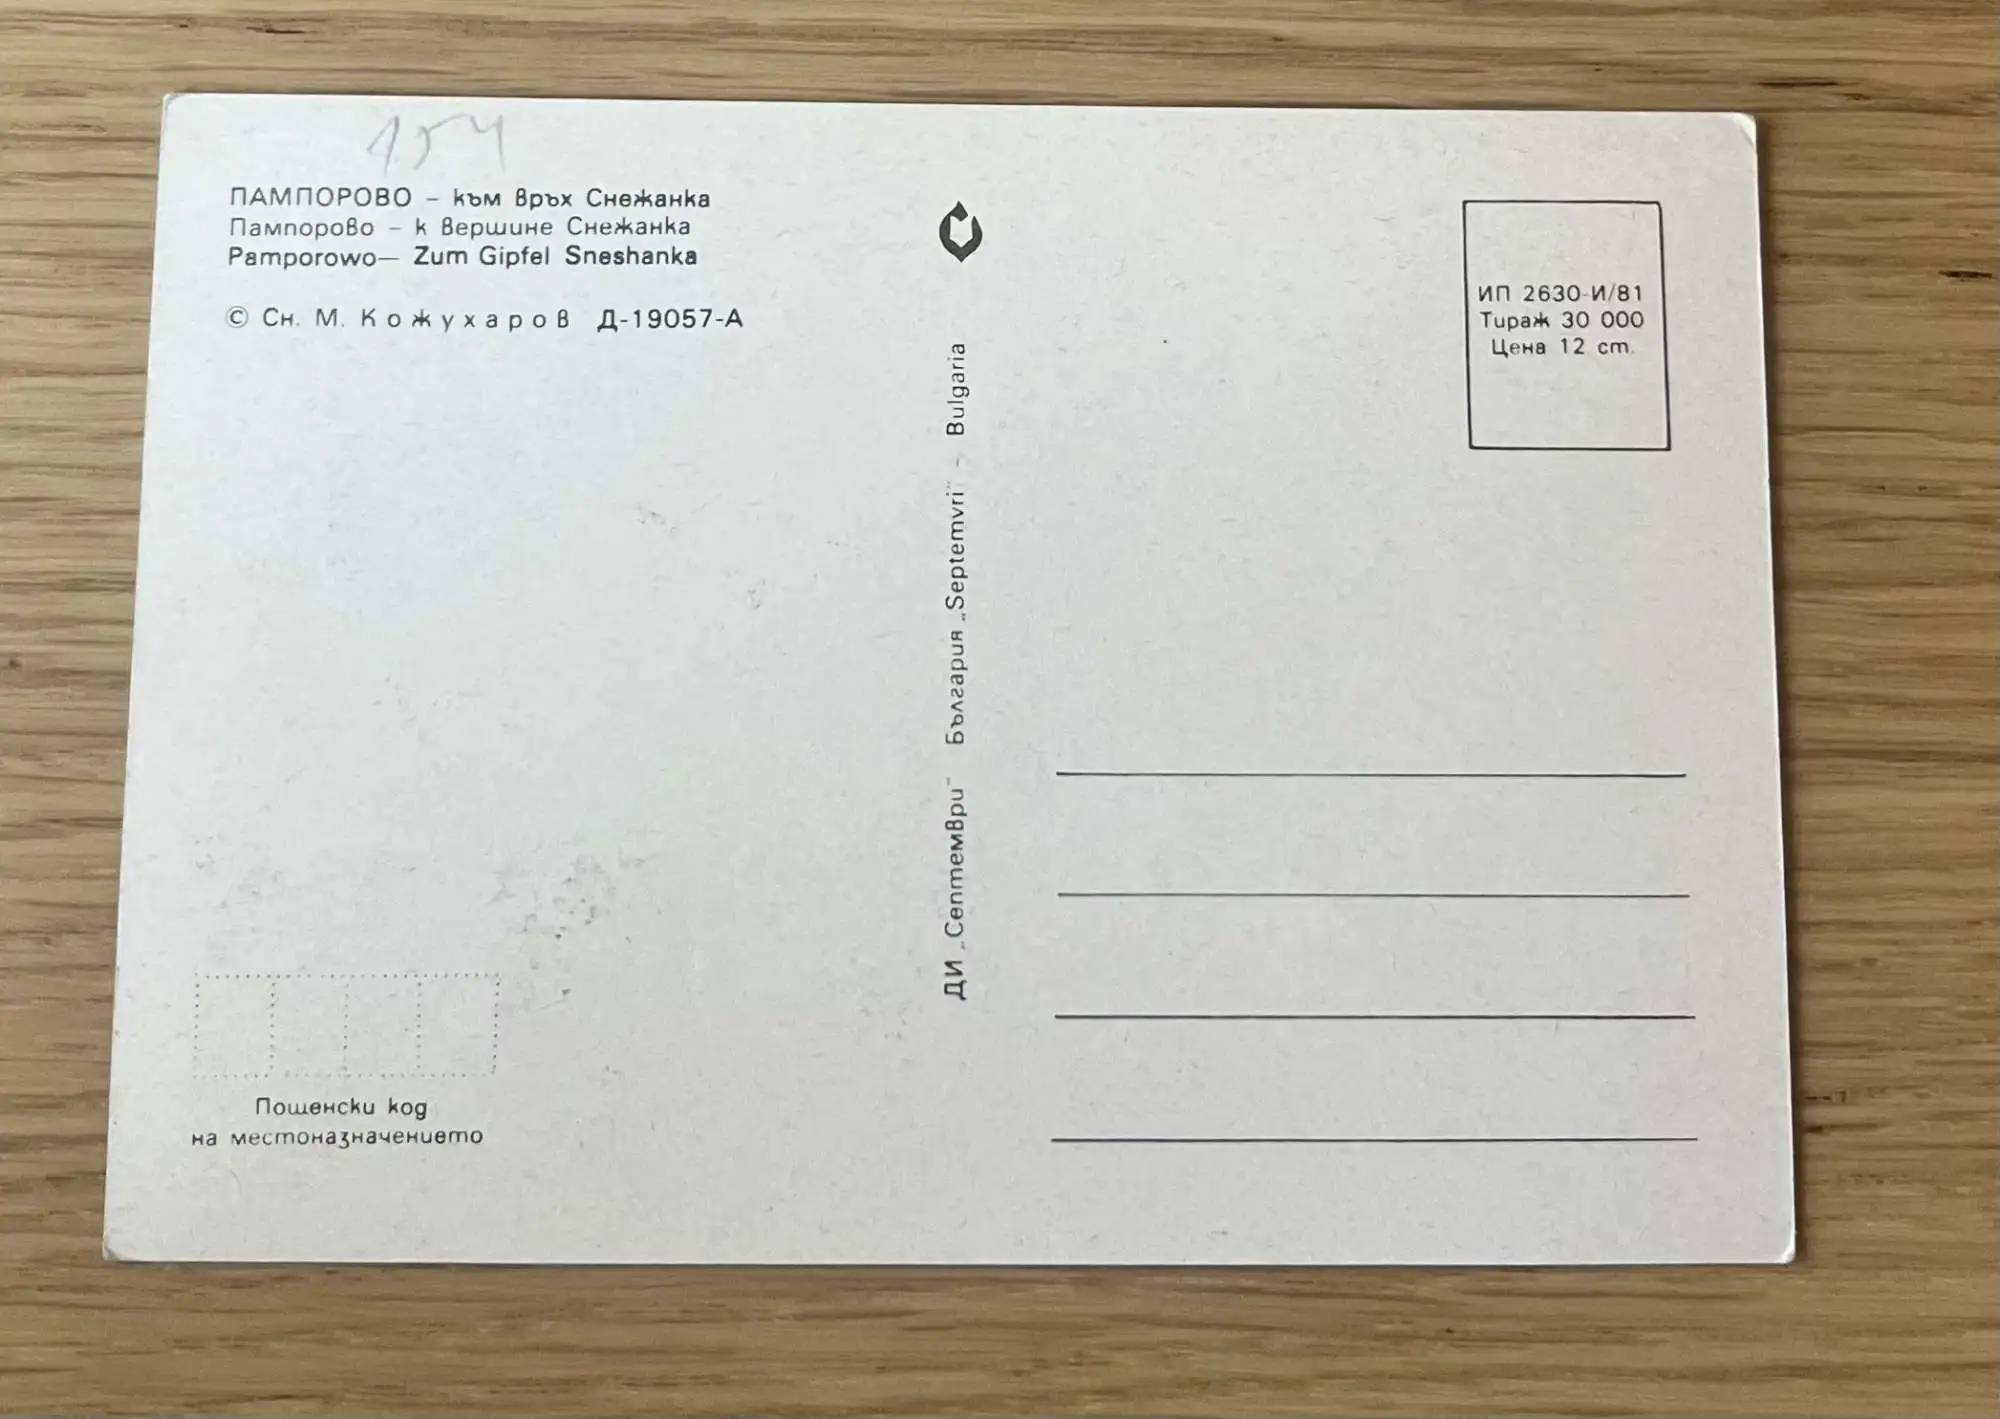 154
ПАМПОРОВО – към връх Снежанка
Пампорово – к вершине Снежанка
Pamporowo— Zum Gipfel Sneshanka
© Сн. М. Кожухаров Д-19057-А
ИП 2630-И/81
Тираж 30 000
Цена 12 ст.
ДИ „Септември“ България „Septemvri“ – Bulgaria
Пощенски код
на местоназначението